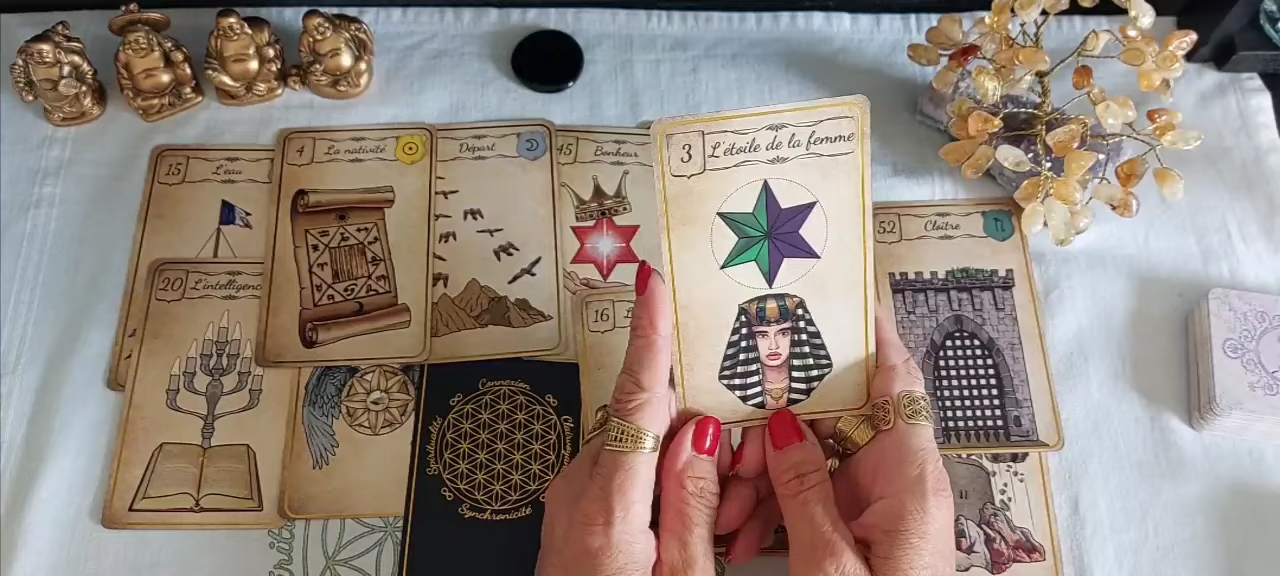 15
L'eau
4
La nativité
Départ
45
Bonheur
3
L'étoile de la femme
52
Cloître
20
16
Connexion
Spiritualité
Synchronicité